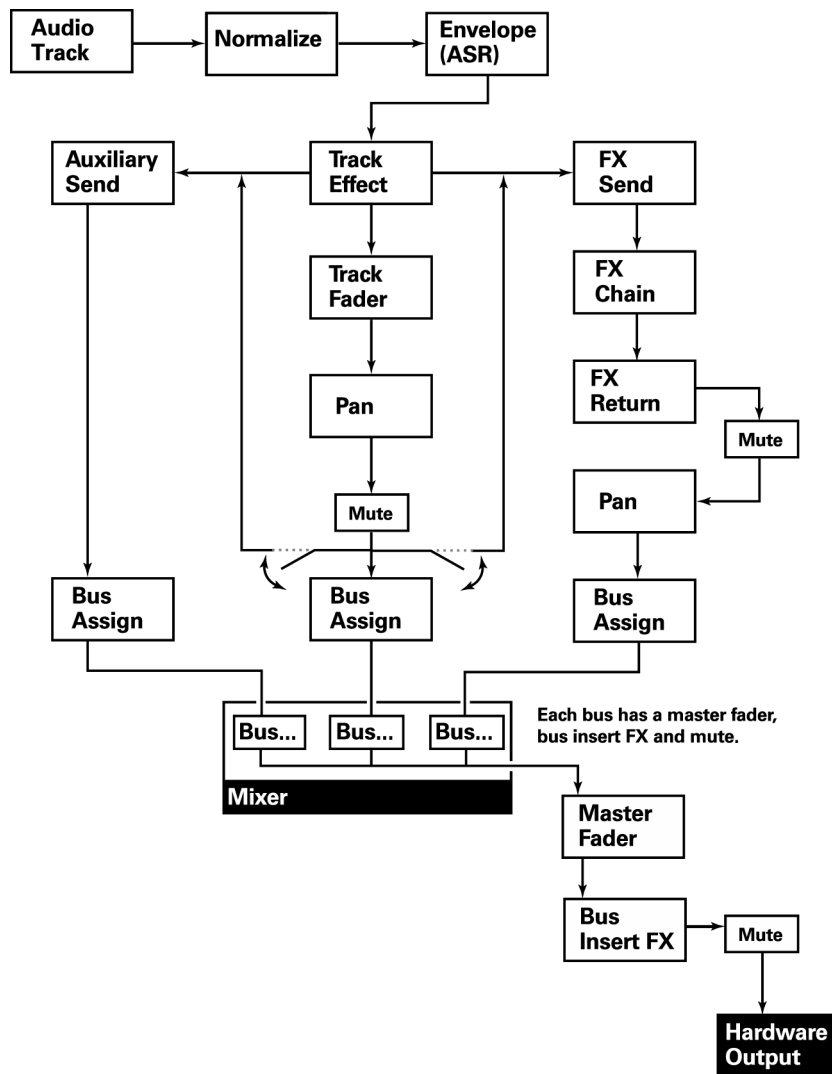 Audio
Track
Normalize
Envelope
(ASR)
Auxiliary
Send
Track
Effect
FX
Send
Track
Fader
FX
Chain
Pan
FX
Return
Mute
Mute
Pan
Bus
Assign
Bus
Assign
Bus
Assign
Bus...
Bus...
Bus...
Each bus has a master fader,
bus insert FX and mute.
Mixer
Master
Fader
Bus
Insert FX
Mute
Hardware
Output